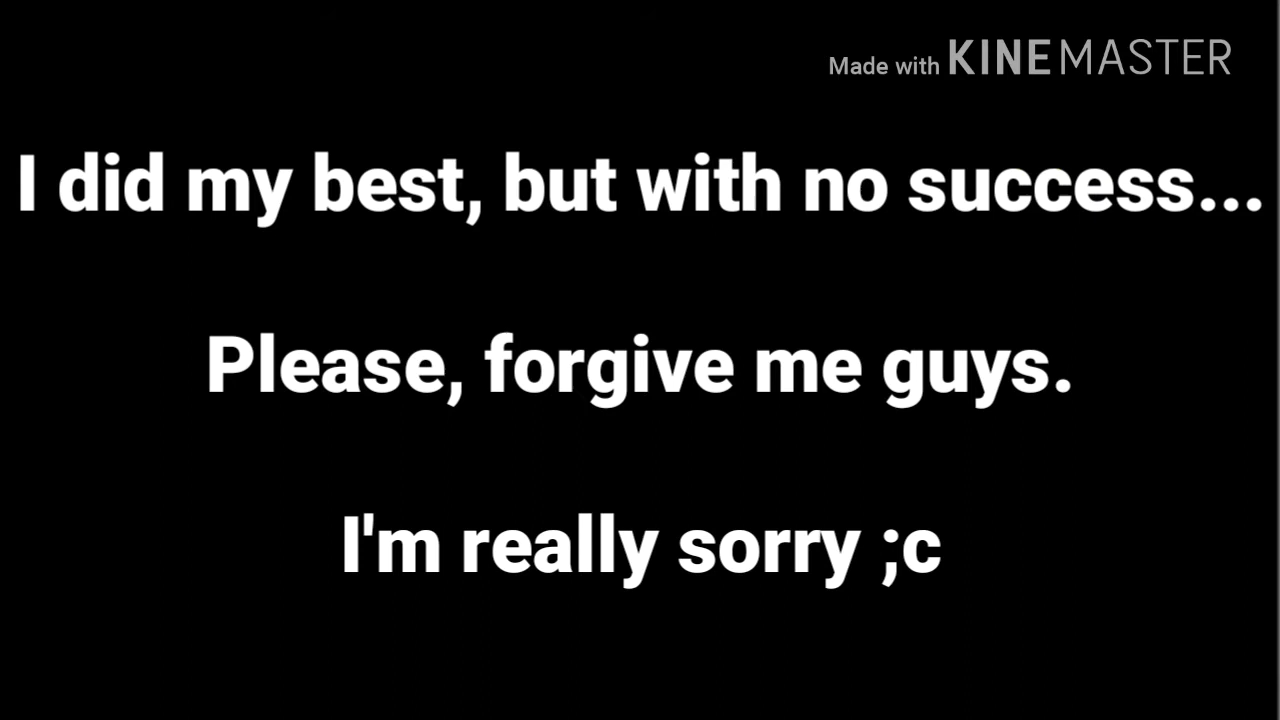 Made with KINEMASTER
I did my best, but with no success...
Please, forgive me guys.
I'm really sorry ;c